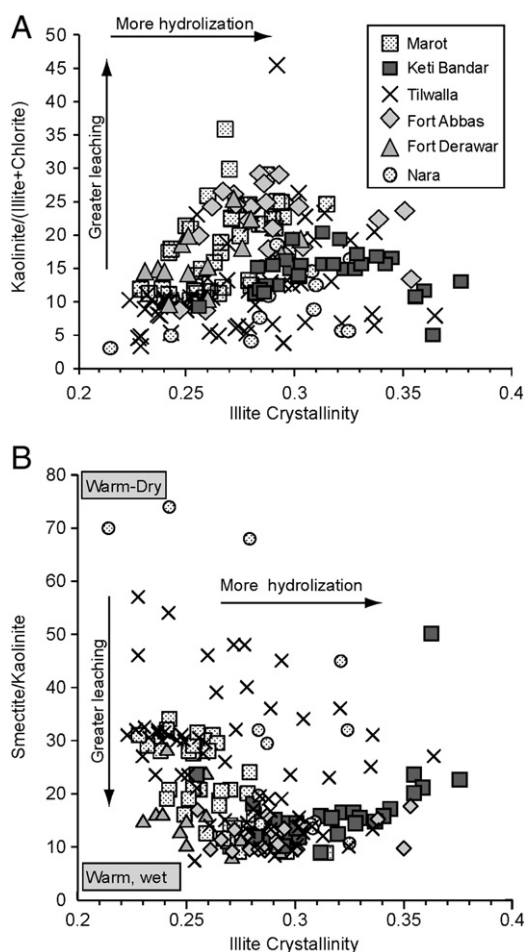 A
More hydrolization
Greater leaching
Marot
Keti Bandar
Tilwalla
Fort Abbas
Fort Derawar
Nara
Kaolinite/(Illite+Chlorite)
50
45
40
35
30
25
20
15
10
5
0
0.2 0.25 0.3 0.35 0.4
Illite Crystallinity
B
Warm-Dry
More hydrolization
Greater leaching
Warm, wet
Smectite/Kaolinite
80
70
60
50
40
30
20
10
0
0.2 0.25 0.3 0.35 0.4
Illite Crystallinity